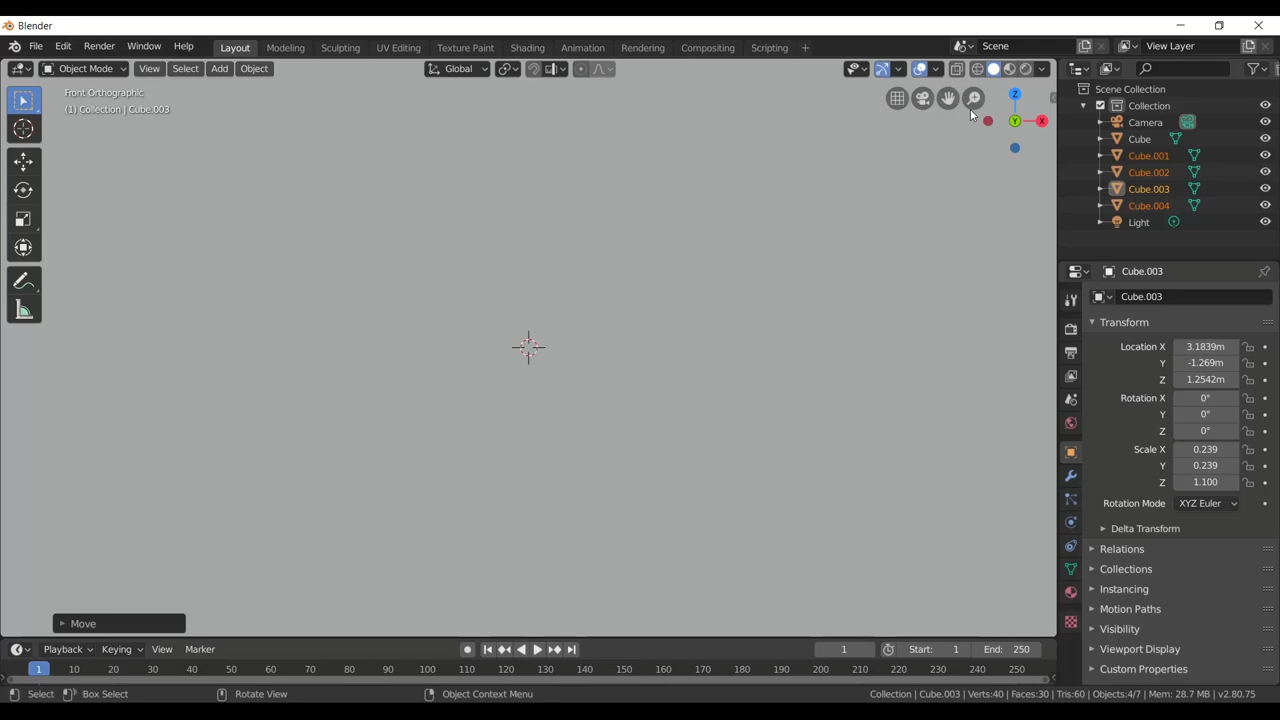 Blender
File Edit Render Window Help Layout Modeling Sculpting UV Editing Texture Paint Shading Animation Rendering Compositing Scripting + Scene View Layer
Object Mode View Select Add Object Global
Front Orthographic
(1) Collection | Cube.003
Z
Y
X
Scene Collection
Collection
Camera
Cube
Cube.001
Cube.002
Cube.003
Cube.004
Light
Cube.003
Cube.003
Transform
Location X 3.1839m
Y -1.269m
Z 1.2542m
Rotation X 0°
Y 0°
Z 0°
Scale X 0.239
Y 0.239
Z 1.100
Rotation Mode XYZ Euler
Delta Transform
Relations
Collections
Instancing
Motion Paths
Visibility
Viewport Display
Custom Properties
Move
Playback Keying View Marker 1 Start: 1 End: 250
1 10 20 30 40 50 60 70 80 90 100 110 120 130 140 150 160 170 180 190 200 210 220 230 240 250
Select Box Select Rotate View Object Context Menu Collection | Cube.003 | Verts:40 | Faces:30 | Tris:60 | Objects:4/7 | Mem: 28.7 MB | v2.80.75